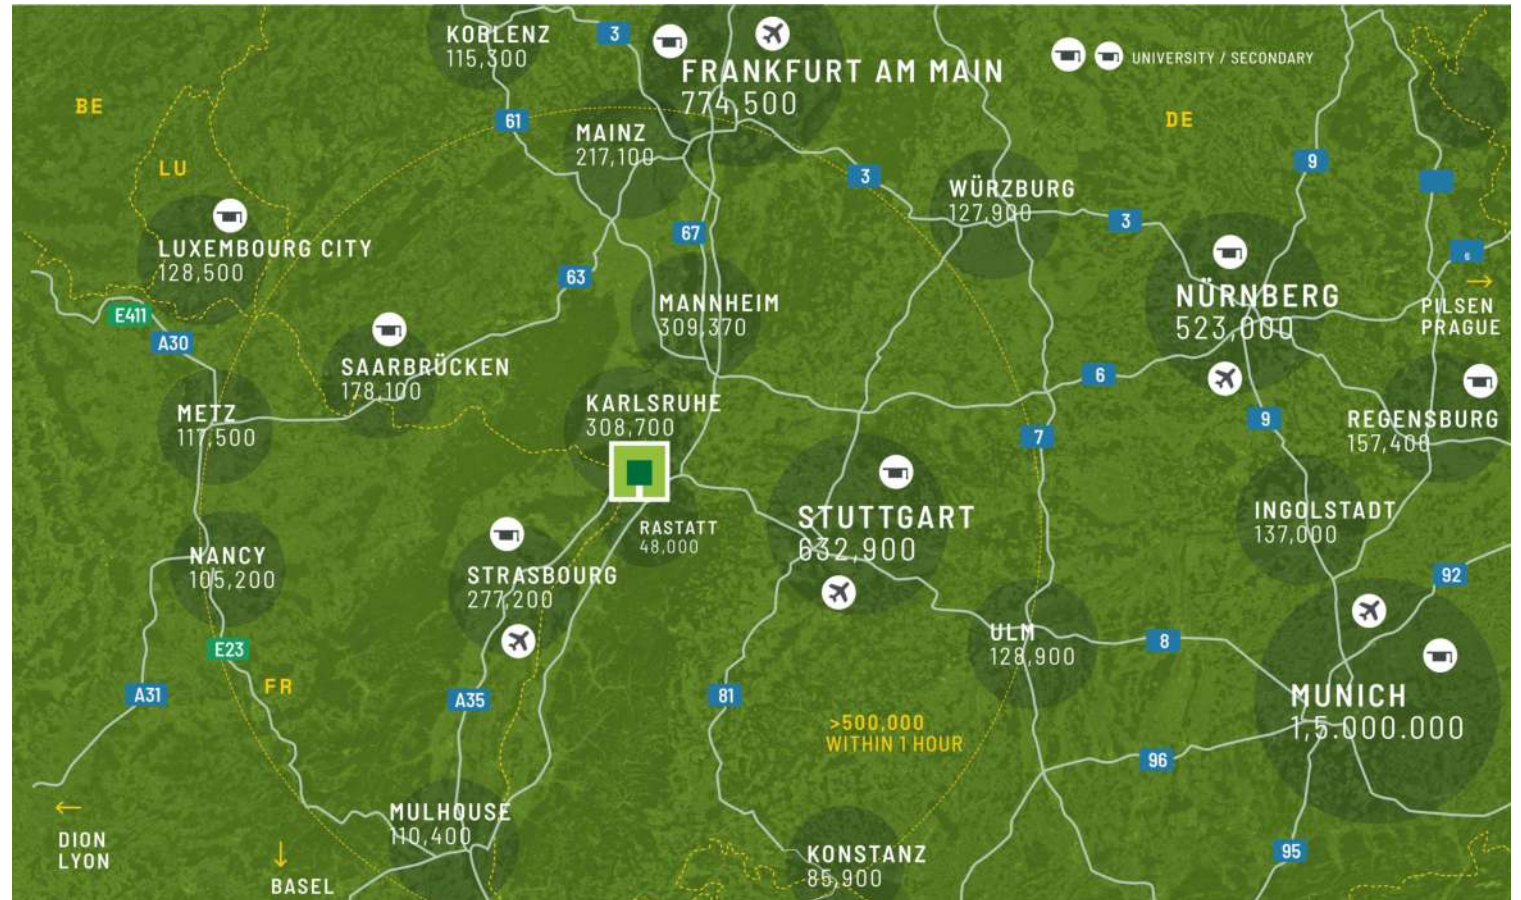 KOBLENZ
115,300
3
FRANKFURT AM MAIN
774,500
UNIVERSITY / SECONDARY
BE
61
DE
MAINZ
217,100
LU
3
9
WÜRZBURG
127,900
3
LUXEMBOURG CITY
128,500
67
63
6
MANNHEIM
309,370
NÜRNBERG
523,000
PILSEN
PRAGUE
E411
A30
SAARBRÜCKEN
178,100
6
METZ
117,500
KARLSRUHE
308,700
7
9
REGENSBURG
157,400
RASTATT
48,000
STUTTGART
632,900
INGOLSTADT
137,000
NANCY
105,200
STRASBOURG
277,200
92
E23
ULM
128,900
8
FR
A31
A35
81
MUNICH
1,5.000.000
>500,000
WITHIN 1 HOUR
96
DION
LYON
MULHOUSE
110,400
BASEL
KONSTANZ
85,900
95